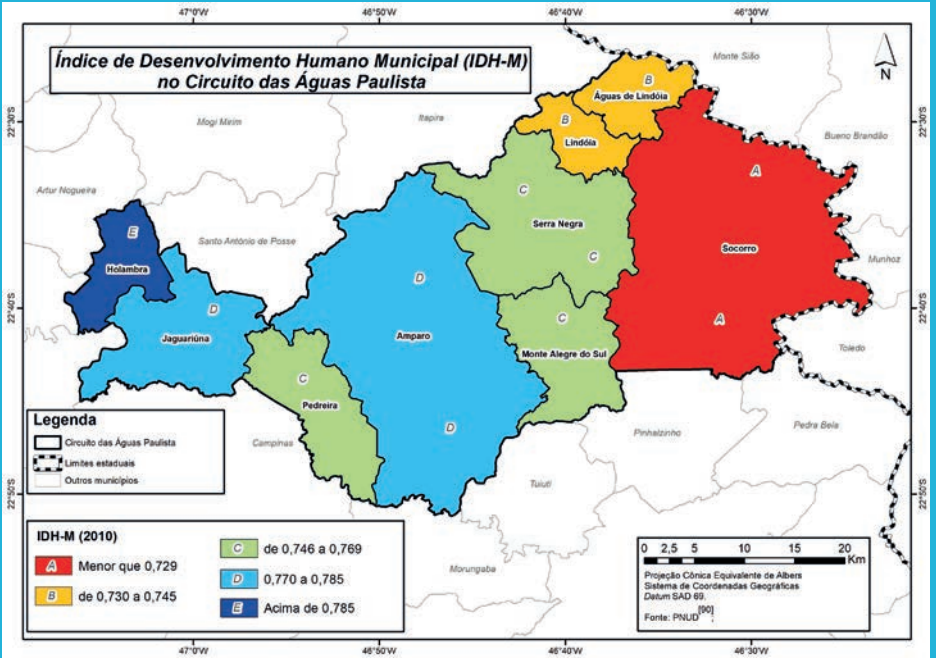 47°0'W 46°50'W 46°40'W 46°30'W
Índice de Desenvolvimento Humano Municipal (IDH-M)
no Circuito das Águas Paulista
Monte Sião
N
B
Águas de Lindóia
22°30'S
22°30'S
Mogi Mirim
Itapira
B
Lindóia
Bueno Brandão
A
Artur Nogueira
C
E
Santo Antônio de Posse
Serra Negra
Socorro
Munhoz
C
Holambra
D
22°40'S
22°40'S
D
C
A
Jaguariúna
Amparo
Monte Alegre do Sul
Toledo
C
Pedreira
Legenda
Circuito das Águas Paulista
Limites estaduais
Outros municípios
Campinas
D
Pinhalzinho
Pedra Bela
Tuiuti
22°50'S
22°50'S
IDH-M (2010)
A Menor que 0,729
B de 0,730 a 0,745
C de 0,746 a 0,769
D 0,770 a 0,785
E Acima de 0,785
Morungaba
0 2,5 5 10 15 20
Km
Projeção Cônica Equivalente de Albers
Sistema de Coordenadas Geográficas
Datum SAD 69.
Fonte: PNUD[90];
47°0'W 46°50'W 46°40'W 46°30'W